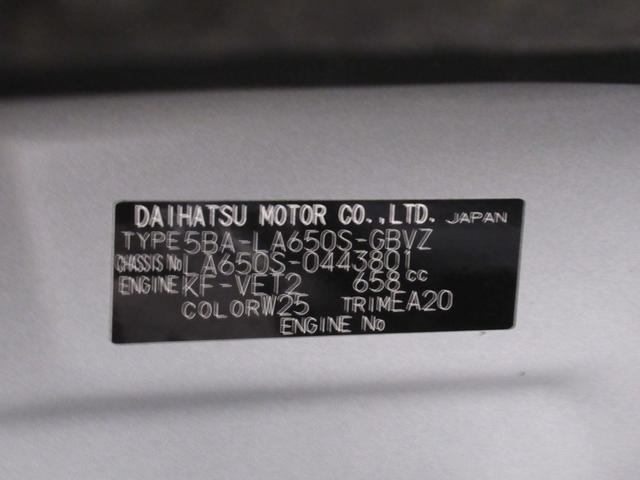 DAIHATSU MOTOR CO.,LTD. JAPAN
TYPE 5BA-LA650S-GBVZ
CHASSIS No LA650S-0443801
ENGINE KF-VET2 658 cc
COLOR W25 TRIM EA20
ENGINE No